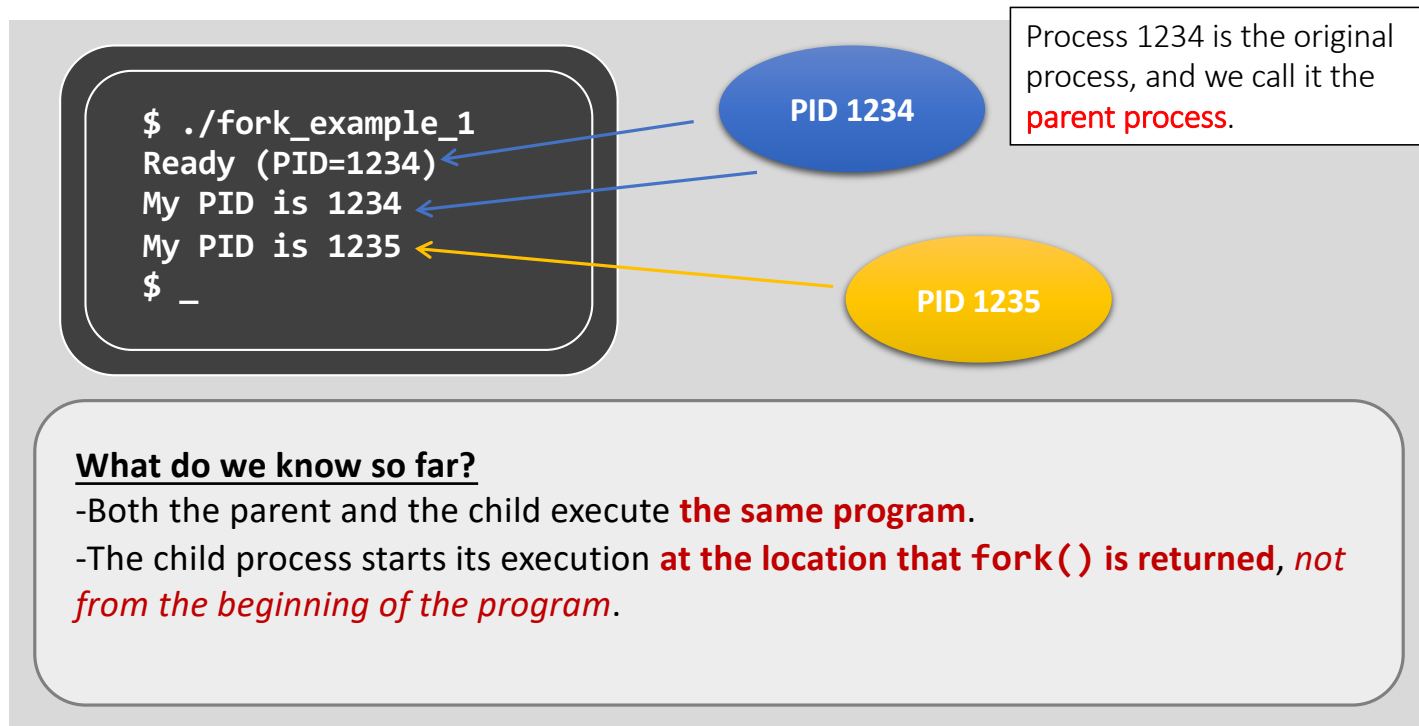 Process 1234 is the original
process, and we call it the
parent process.
$ ./fork_example_1
Ready (PID=1234)
My PID is 1234
My PID is 1235
$ _
PID 1234
PID 1235
What do we know so far?
-Both the parent and the child execute the same program.
-The child process starts its execution at the location that fork() is returned, not
from the beginning of the program.